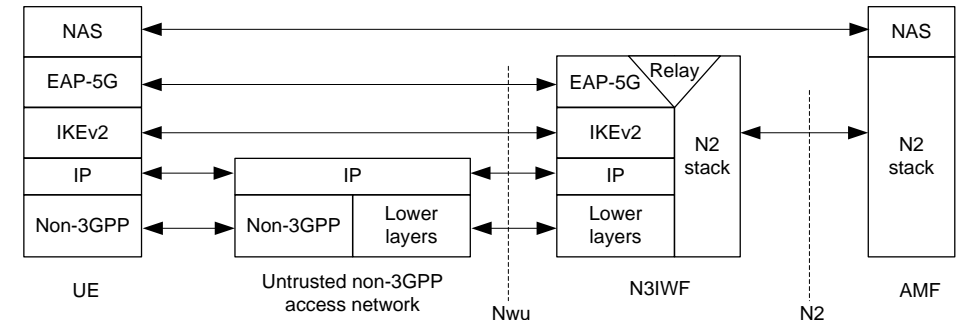 NAS
NAS
EAP-5G
EAP-5G
Relay
IKEv2
IKEv2
N2
stack
N2
stack
IP
IP
IP
Non-3GPP
Non-3GPP
Lower
layers
Lower
layers
UE
Untrusted non-3GPP
access network
N3IWF
AMF
Nwu
N2